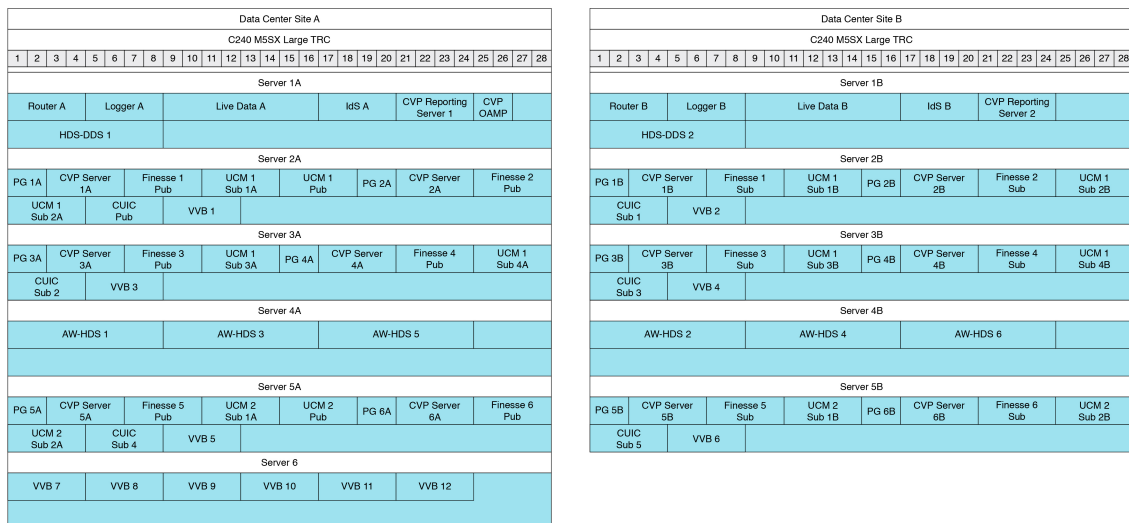 Data Center Site A
C240 M5SX Large TRC
1 2 3 4 5 6 7 8 9 10 11 12 13 14 15 16 17 18 19 20 21 22 23 24 25 26 27 28
Server 1A
Router A Logger A Live Data A IdS A CVP Reporting Server 1 CVP OAMP
HDS-DDS 1
Server 2A
PG 1A CVP Server 1A Finesse 1 Pub UCM 1 Sub 1A UCM 1 Pub PG 2A CVP Server 2A Finesse 2 Pub
UCM 1 Sub 2A CUIC Pub VVB 1
Server 3A
PG 3A CVP Server 3A Finesse 3 Pub UCM 1 Sub 3A PG 4A CVP Server 4A Finesse 4 Pub UCM 1 Sub 4A
CUIC Sub 2 VVB 3
Server 4A
AW-HDS 1 AW-HDS 3 AW-HDS 5
Server 5A
PG 5A CVP Server 5A Finesse 5 Pub UCM 2 Sub 1A UCM 2 Pub PG 6A CVP Server 6A Finesse 6 Pub
UCM 2 Sub 2A CUIC Sub 4 VVB 5
Server 6
VVB 7 VVB 8 VVB 9 VVB 10 VVB 11 VVB 12
Data Center Site B
C240 M5SX Large TRC
1 2 3 4 5 6 7 8 9 10 11 12 13 14 15 16 17 18 19 20 21 22 23 24 25 26 27 28
Server 1B
Router B Logger B Live Data B IdS B CVP Reporting Server 2
HDS-DDS 2
Server 2B
PG 1B CVP Server 1B Finesse 1 Sub UCM 1 Sub 1B PG 2B CVP Server 2B Finesse 2 Sub UCM 1 Sub 2B
CUIC Sub 1 VVB 2
Server 3B
PG 3B CVP Server 3B Finesse 3 Sub UCM 1 Sub 3B PG 4B CVP Server 4B Finesse 4 Sub UCM 1 Sub 4B
CUIC Sub 3 VVB 4
Server 4B
AW-HDS 2 AW-HDS 4 AW-HDS 6
Server 5B
PG 5B CVP Server 5B Finesse 5 Sub UCM 2 Sub 1B PG 6B CVP Server 6B Finesse 6 Sub UCM 2 Sub 2B
CUIC Sub 5 VVB 6